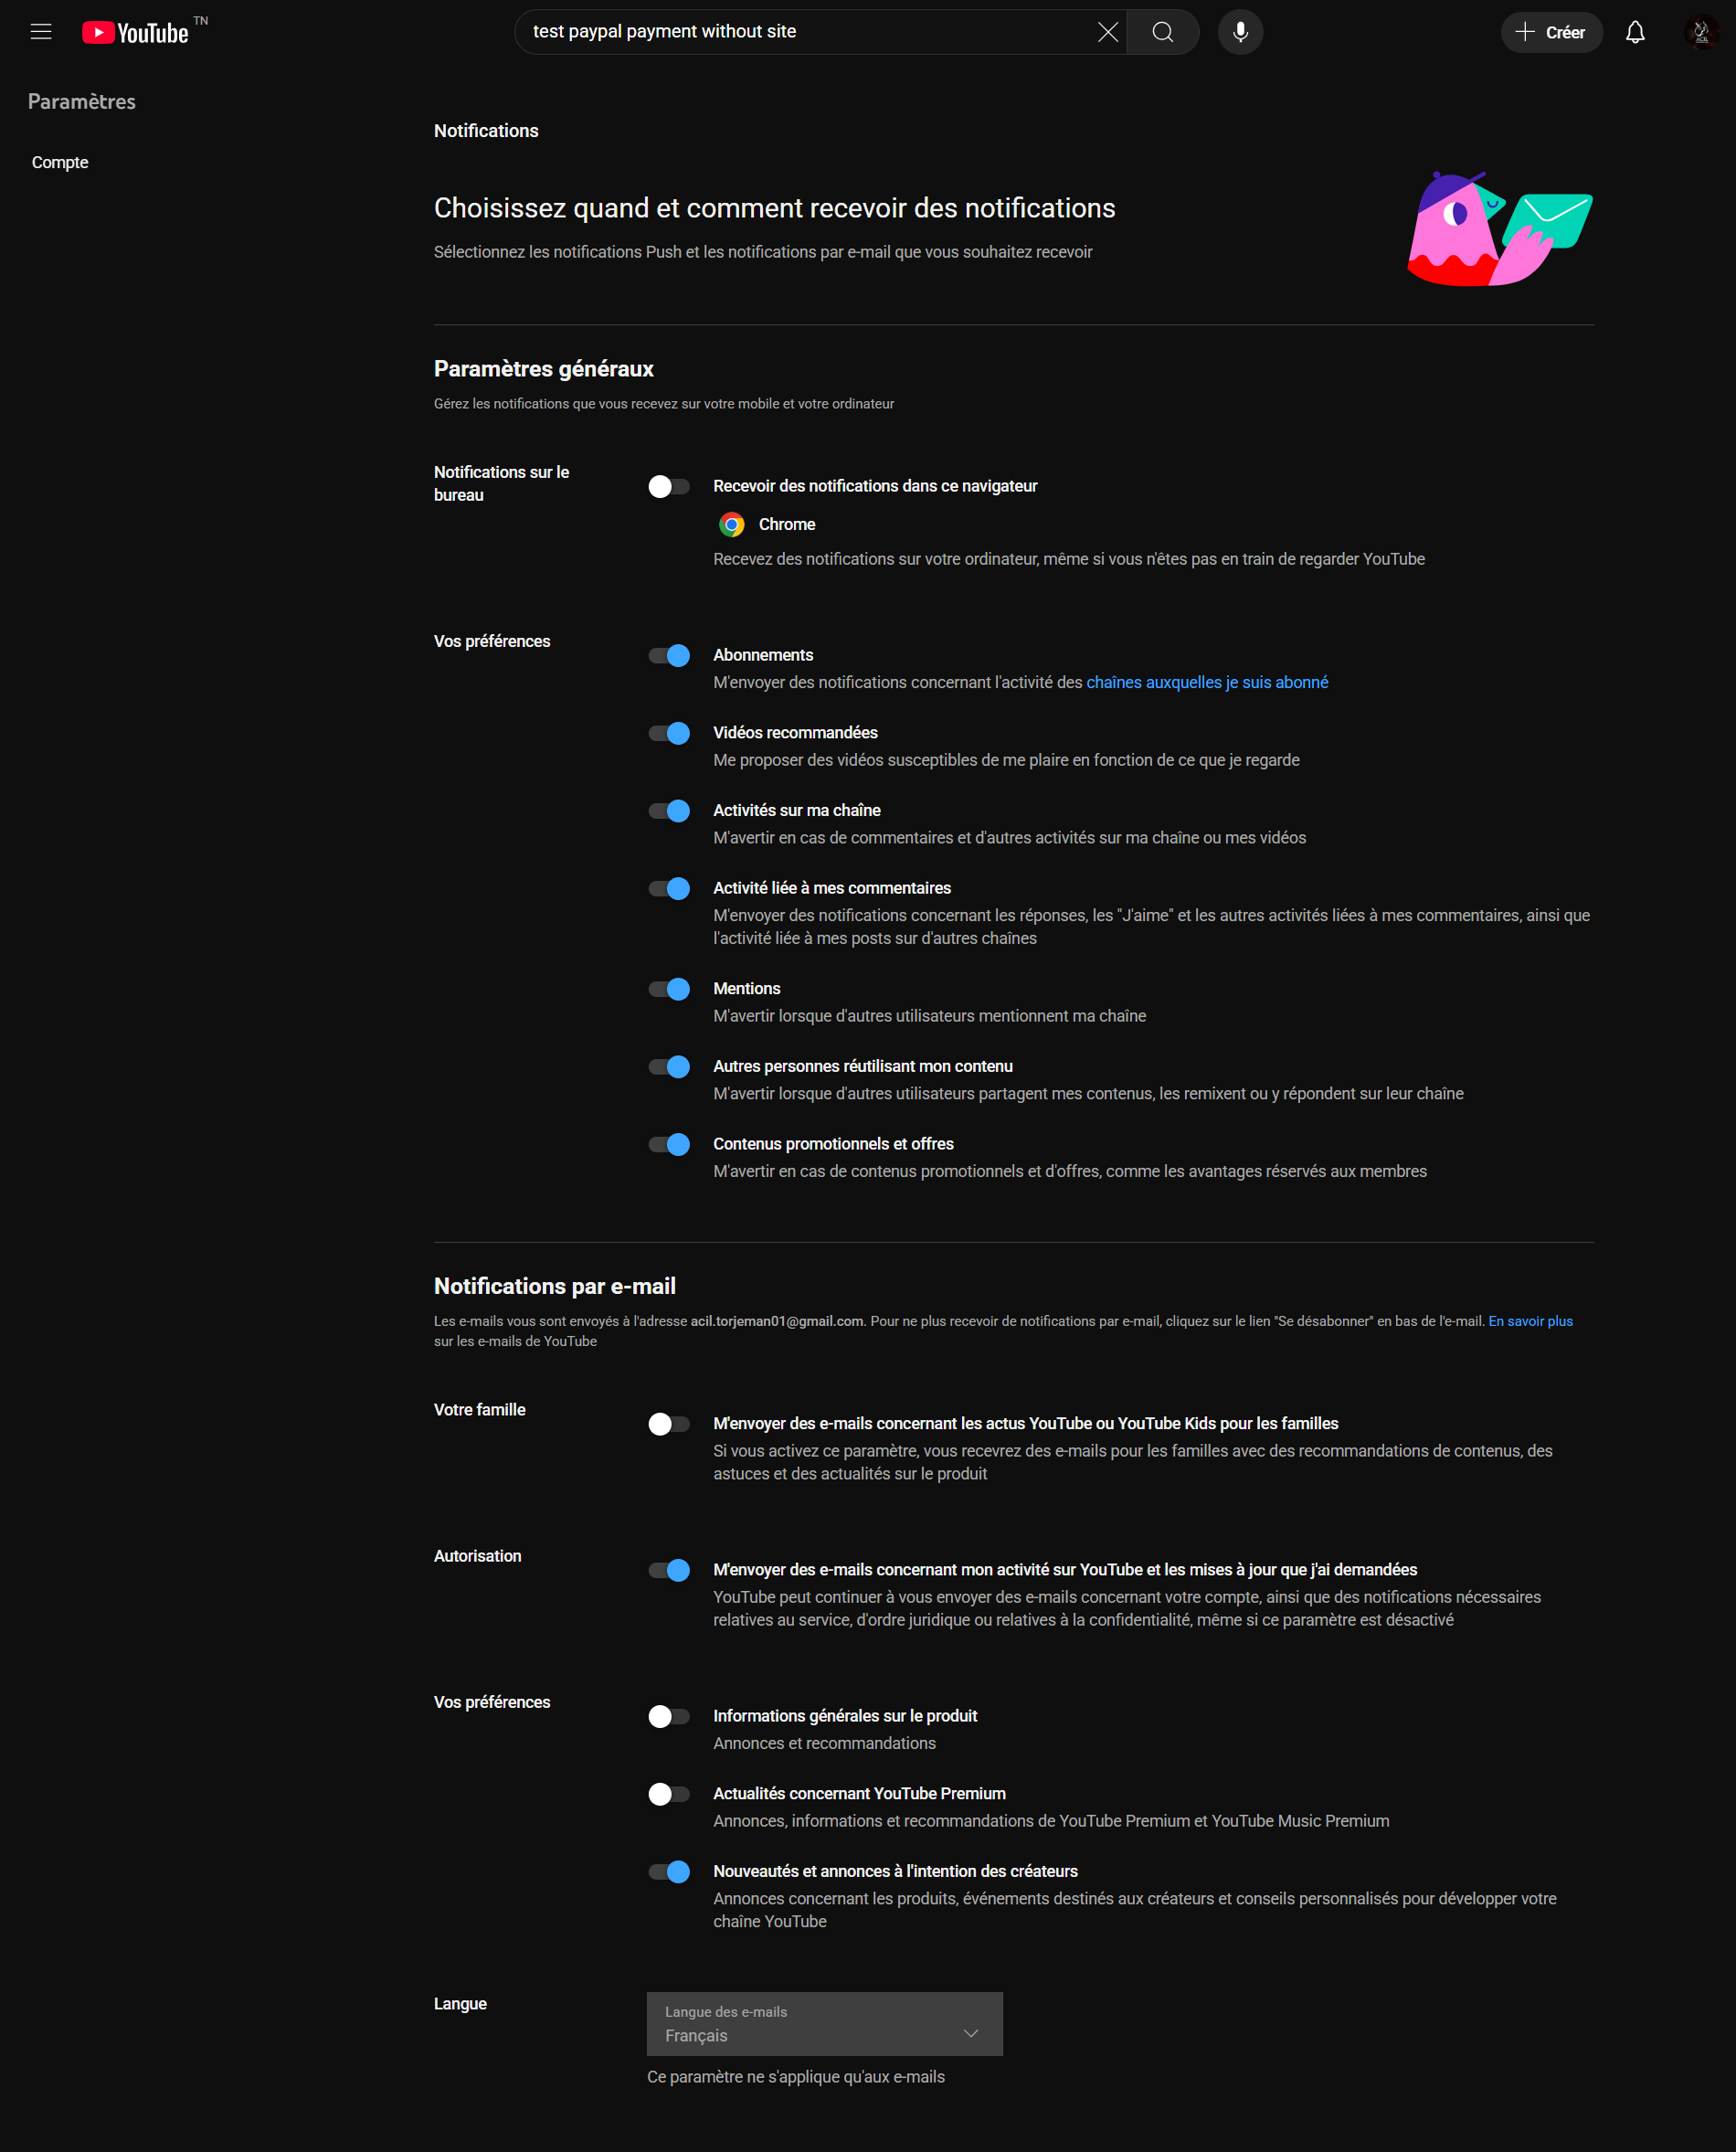 YouTube TN
test paypal payment without site
Créer
Paramètres
Compte
Notifications
Choisissez quand et comment recevoir des notifications
Sélectionnez les notifications Push et les notifications par e-mail que vous souhaitez recevoir
Paramètres généraux
Gérez les notifications que vous recevez sur votre mobile et votre ordinateur
Notifications sur le
bureau
Recevoir des notifications dans ce navigateur
Chrome
Recevez des notifications sur votre ordinateur, même si vous n'êtes pas en train de regarder YouTube
Vos préférences
Abonnements
M'envoyer des notifications concernant l'activité des chaînes auxquelles je suis abonné
Vidéos recommandées
Me proposer des vidéos susceptibles de me plaire en fonction de ce que je regarde
Activités sur ma chaîne
M'avertir en cas de commentaires et d'autres activités sur ma chaîne ou mes vidéos
Activité liée à mes commentaires
M'envoyer des notifications concernant les réponses, les "J'aime" et les autres activités liées à mes commentaires, ainsi que
l'activité liée à mes posts sur d'autres chaînes
Mentions
M'avertir lorsque d'autres utilisateurs mentionnent ma chaîne
Autres personnes réutilisant mon contenu
M'avertir lorsque d'autres utilisateurs partagent mes contenus, les remixent ou y répondent sur leur chaîne
Contenus promotionnels et offres
M'avertir en cas de contenus promotionnels et d'offres, comme les avantages réservés aux membres
Notifications par e-mail
Les e-mails vous sont envoyés à l'adresse acil.torjeman01@gmail.com. Pour ne plus recevoir de notifications par e-mail, cliquez sur le lien "Se désabonner" en bas de l'e-mail. En savoir plus
sur les e-mails de YouTube
Votre famille
M'envoyer des e-mails concernant les actus YouTube ou YouTube Kids pour les familles
Si vous activez ce paramètre, vous recevrez des e-mails pour les familles avec des recommandations de contenus, des
astuces et des actualités sur le produit
Autorisation
M'envoyer des e-mails concernant mon activité sur YouTube et les mises à jour que j'ai demandées
YouTube peut continuer à vous envoyer des e-mails concernant votre compte, ainsi que des notifications nécessaires
relatives au service, d'ordre juridique ou relatives à la confidentialité, même si ce paramètre est désactivé
Vos préférences
Informations générales sur le produit
Annonces et recommandations
Actualités concernant YouTube Premium
Annonces, informations et recommandations de YouTube Premium et YouTube Music Premium
Nouveautés et annonces à l'intention des créateurs
Annonces concernant les produits, événements destinés aux créateurs et conseils personnalisés pour développer votre
chaîne YouTube
Langue
Langue des e-mails
Français
Ce paramètre ne s'applique qu'aux e-mails